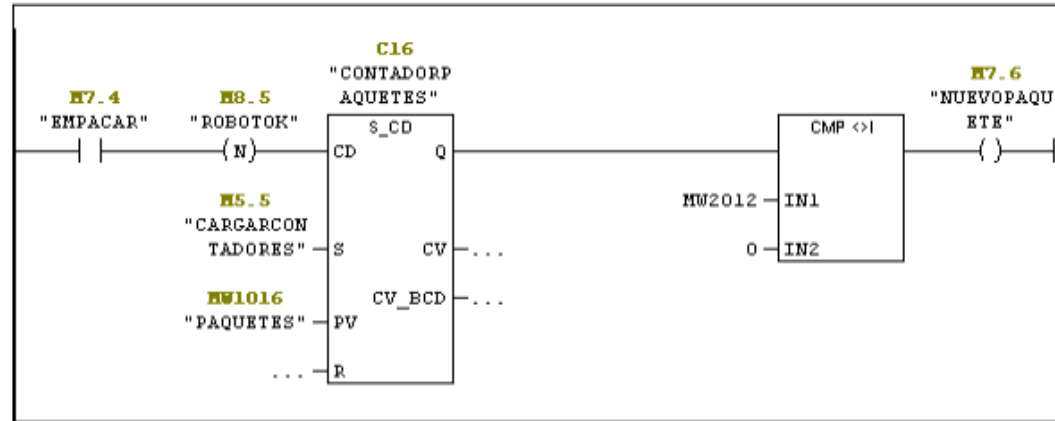 C16
"CONTADORP
AQUETES"
M7.4
"EMPACAR"
M8.5
"ROBOTOK"
M7.6
"NUEVOPAQU
ETE"
S_CD
CMP <>I
(N)
CD
Q
( )
M5.5
"CARGARCON
TADORES"
S
CV
...
MW2012
IN1
0
IN2
MW1016
"PAQUETES"
PV
CV_BCD
...
...
R